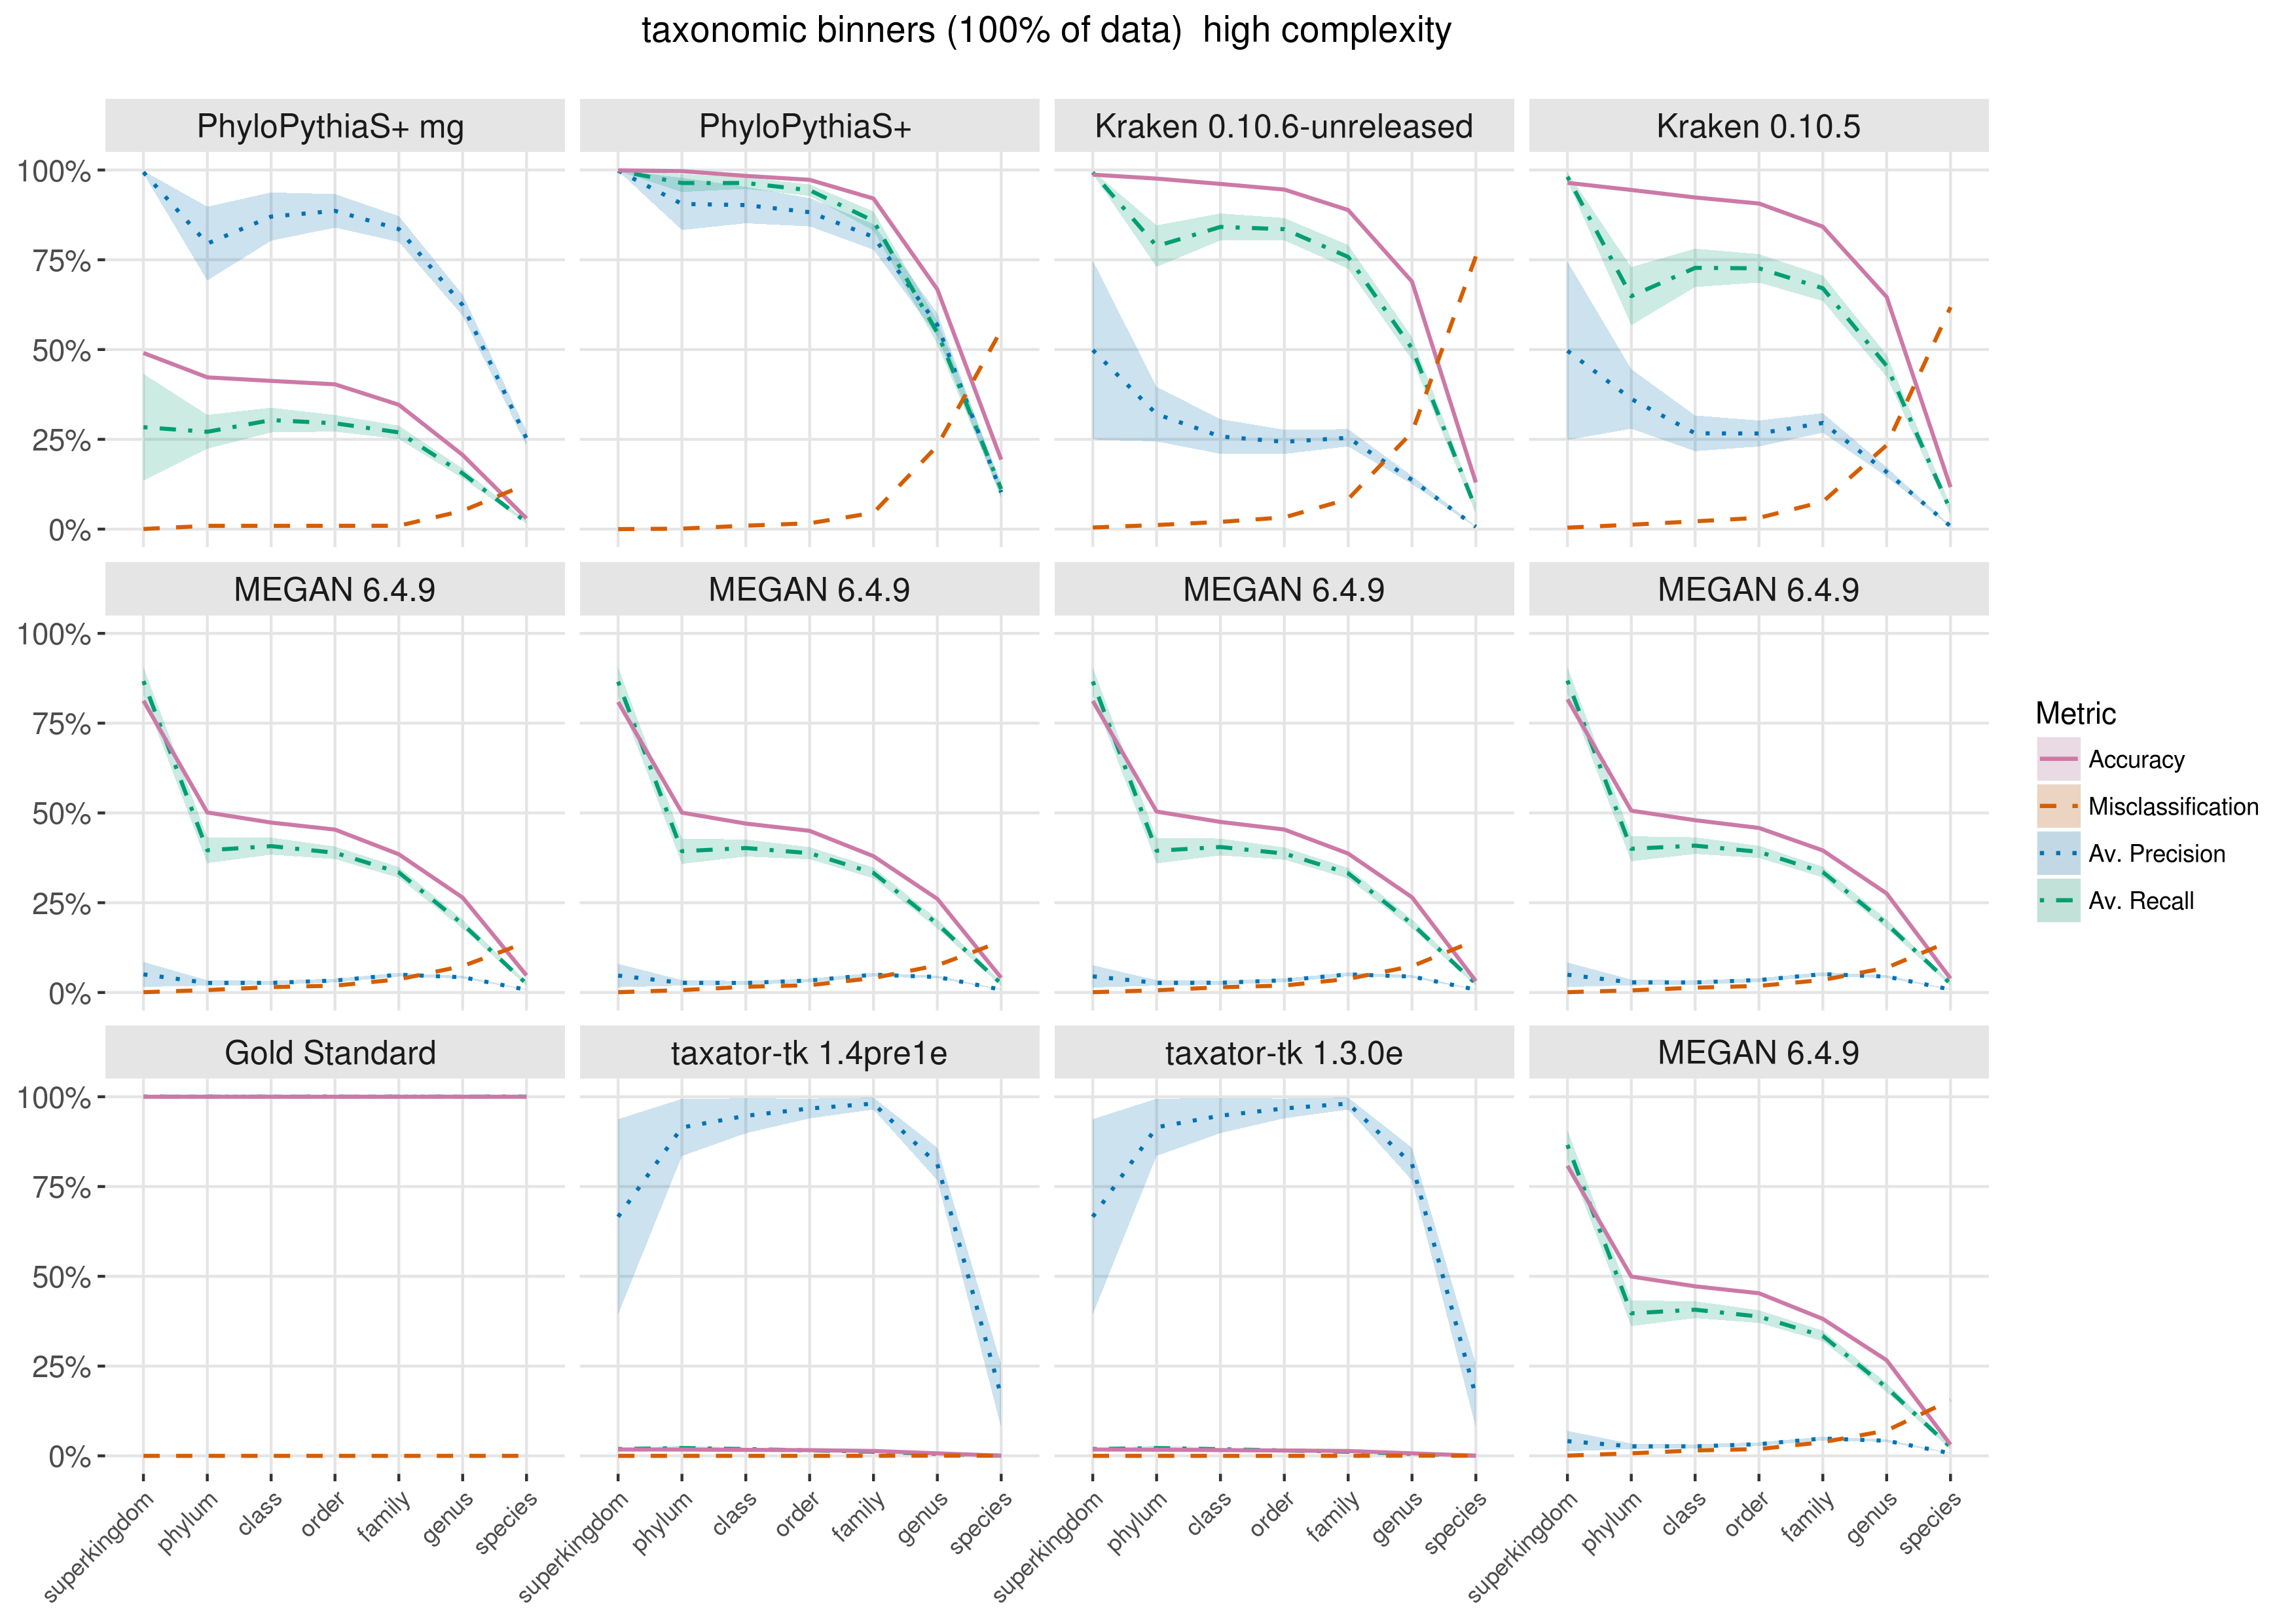 taxonomic binners (100% of data)  high complexity
PhyloPythiaS+ mg
PhyloPythiaS+
Kraken 0.10.6-unreleased
Kraken 0.10.5
100%
75%
50%
25%
0%
MEGAN 6.4.9
MEGAN 6.4.9
MEGAN 6.4.9
MEGAN 6.4.9
100%
75%
50%
25%
0%
Gold Standard
taxator-tk 1.4pre1e
taxator-tk 1.3.0e
MEGAN 6.4.9
100%
75%
50%
25%
0%
superkingdom
phylum
class
order
family
genus
species
superkingdom
phylum
class
order
family
genus
species
superkingdom
phylum
class
order
family
genus
species
superkingdom
phylum
class
order
family
genus
species
Metric
Accuracy
Misclassification
Av. Precision
Av. Recall